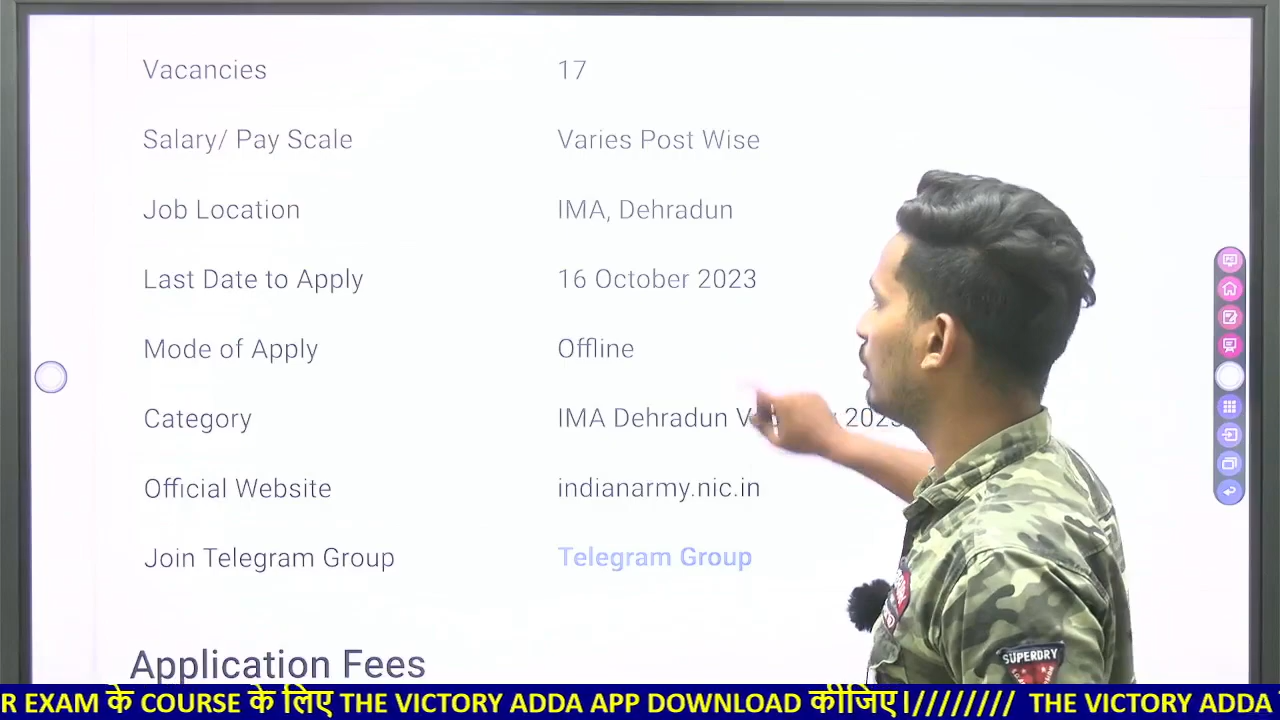 Vacancies 17
Salary/ Pay Scale Varies Post Wise
Job Location IMA, Dehradun
Last Date to Apply 16 October 2023
Mode of Apply Offline
Category IMA Dehradun 2023
Official Website indianarmy.nic.in
Join Telegram Group Telegram Group
Application Fees
SUPERDRY
R EXAM के COURSE के लिए THE VICTORY ADDA APP DOWNLOAD कीजिए।//////// THE VICTORY ADDA